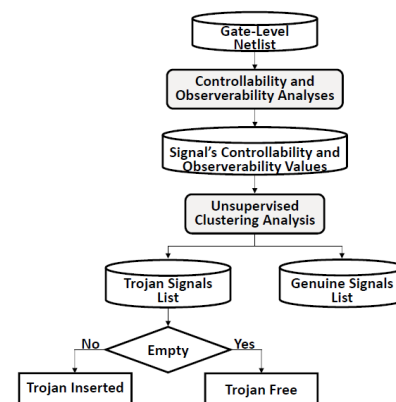 Gate-Level
Netlist
Controllability and
Observerability Analyses
Signal's Controllability and
Observerability Values
Unsupervised
Clustering Analysis
Trojan Signals
List
Genuine Signals
List
No
Empty
Yes
Trojan Inserted
Trojan Free